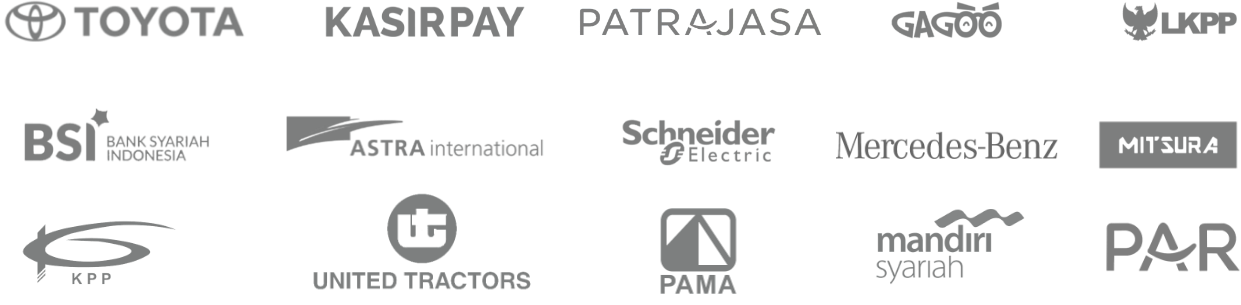 TOYOTA
KASIRPAY
PATRAJASA
GAGOO
LKPP
BSI BANK SYARIAH
INDONESIA
ASTRA international
Schneider
Electric
Mercedes-Benz
MITSURA
KPP
UT
UNITED TRACTORS
PAMA
mandiri
syariah
PAR